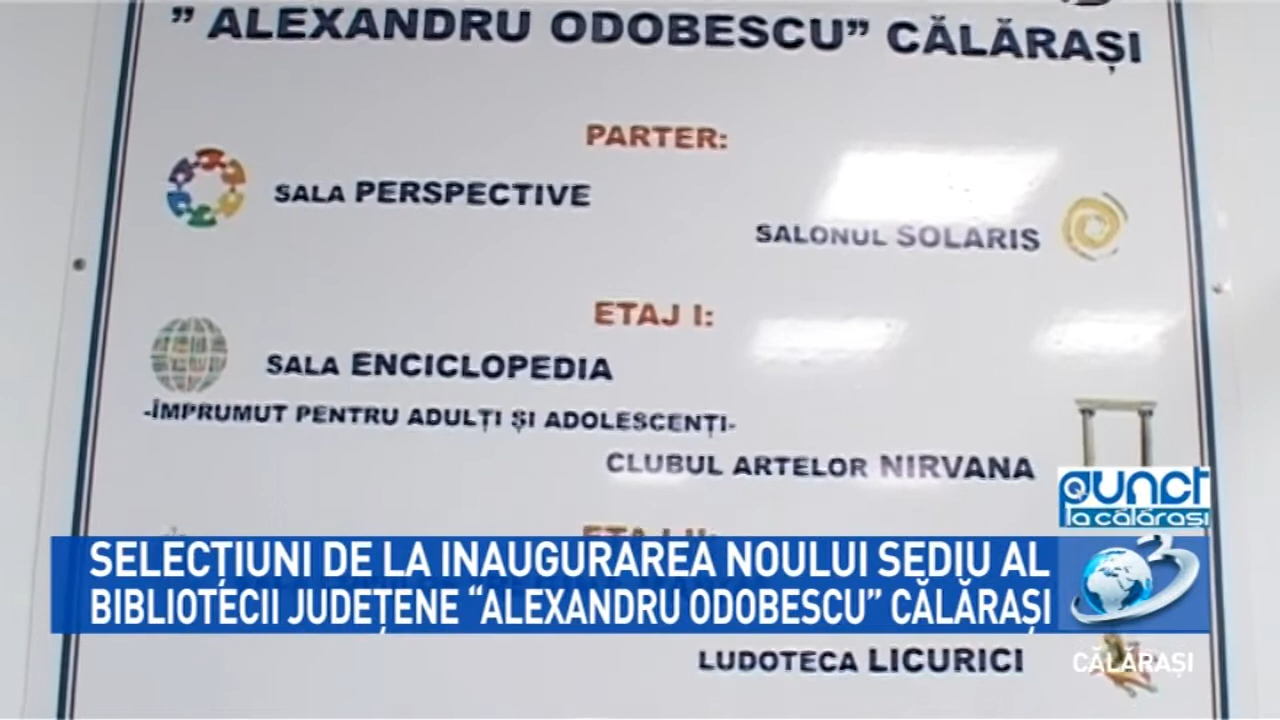 ” ALEXANDRU ODOBESCU” CĂLĂRAȘI
PARTER:
SALA PERSPECTIVE
SALONUL SOLARIS
ETAJ I:
SALA ENCICLOPEDIA
-ÎMPRUMUT PENTRU ADULȚI ȘI ADOLESCENȚI-
CLUBUL ARTELOR NIRVANA
punct
la călărași
SELECȚIUNI DE LA INAUGURAREA NOULUI SEDIU AL
BIBLIOTECII JUDEȚENE “ALEXANDRU ODOBESCU” CĂLĂRAȘI
3
LUDOTECA LICURICI
CĂLĂRAȘI